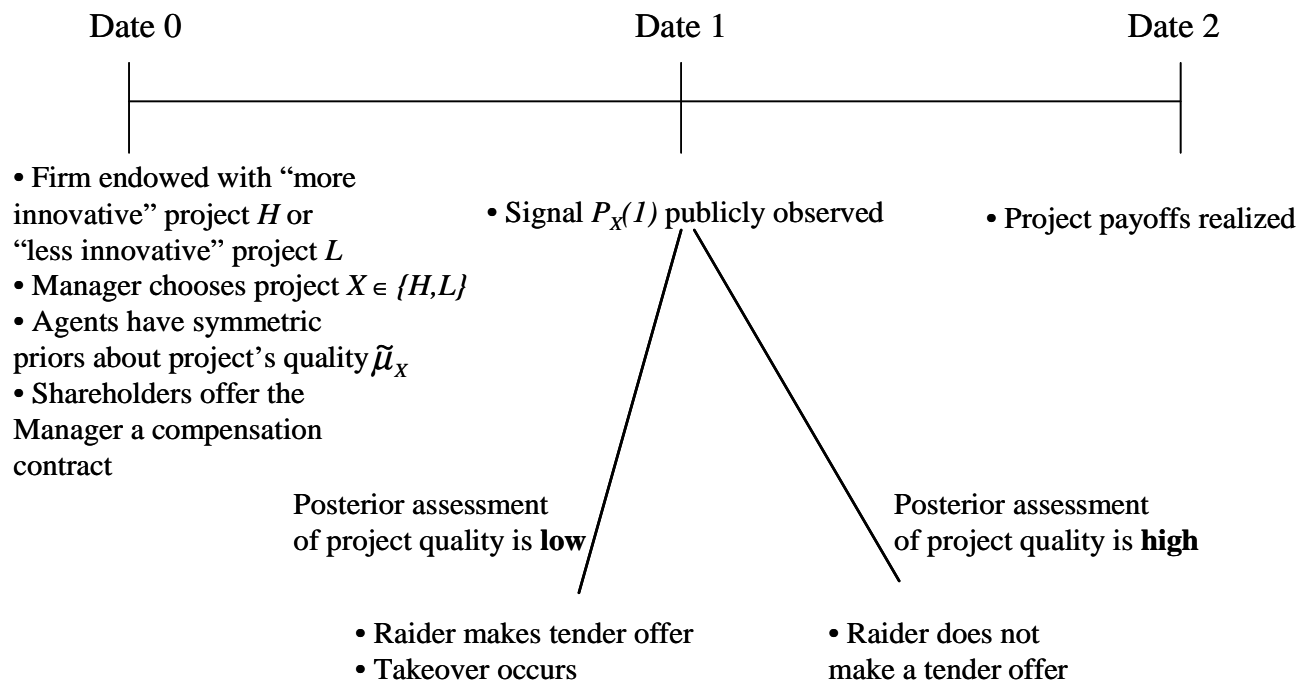 Date 0
Date 1
Date 2
• Firm endowed with “more
innovative” project H or
“less innovative” project L
• Manager chooses project X ∈ {H,L}
• Agents have symmetric
priors about project’s quality μ̃_X
• Shareholders offer the
Manager a compensation
contract
• Signal P_X(1) publicly observed
• Project payoffs realized
Posterior assessment
of project quality is low
Posterior assessment
of project quality is high
• Raider makes tender offer
• Takeover occurs
• Raider does not
make a tender offer